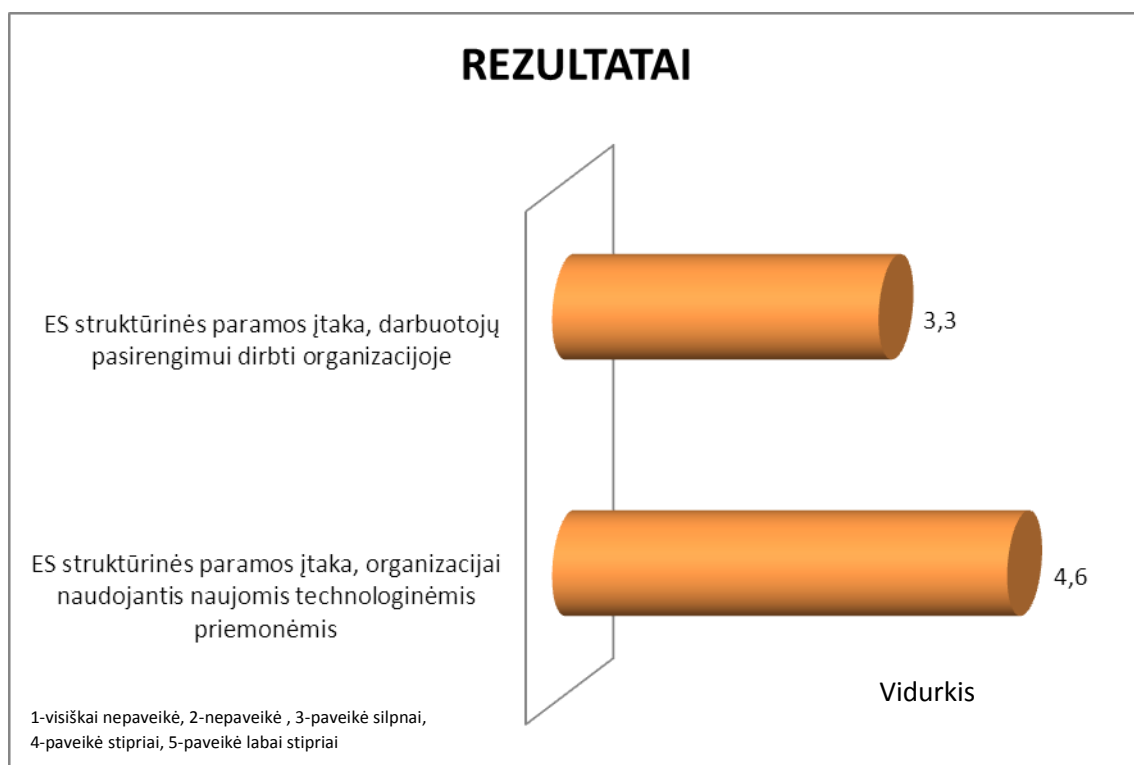 REZULTATAI
ES struktūrinės paramos įtaka, darbuotojų
pasirengimui dirbti organizacijoje
3,3
ES struktūrinės paramos įtaka, organizacijai
naudojantis naujomis technologinėmis
priemonėmis
4,6
Vidurkis
1-visiškai nepaveikė, 2-nepaveikė , 3-paveikė silpnai,
4-paveikė stipriai, 5-paveikė labai stipriai